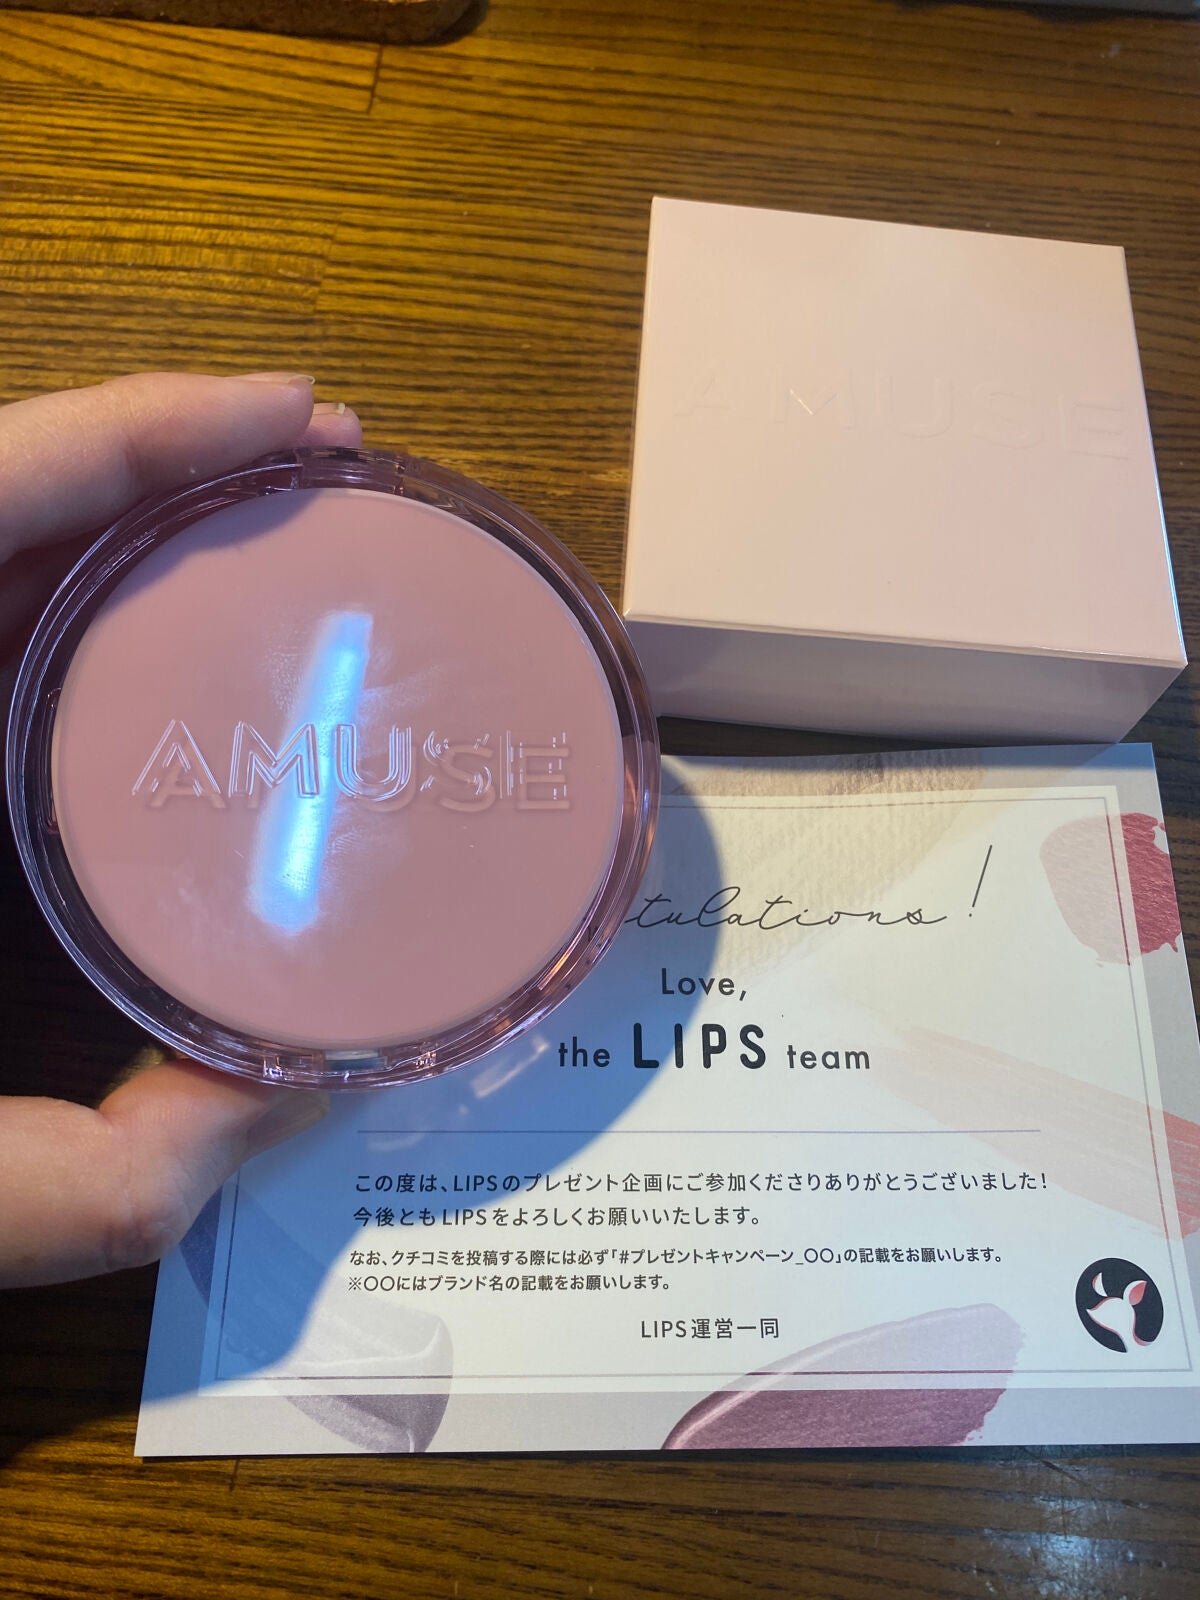 AMUSE
AMUSE
tulations!
Love,
the LIPS team
この度は、LIPSのプレゼント企画にご参加くださりありがとうございました!
今後ともLIPSをよろしくお願いいたします。
なお、クチコミを投稿する際には必ず「#プレゼントキャンペーン_〇〇」の記載をお願いします。
※〇〇にはブランド名の記載をお願いします。
LIPS運営一同